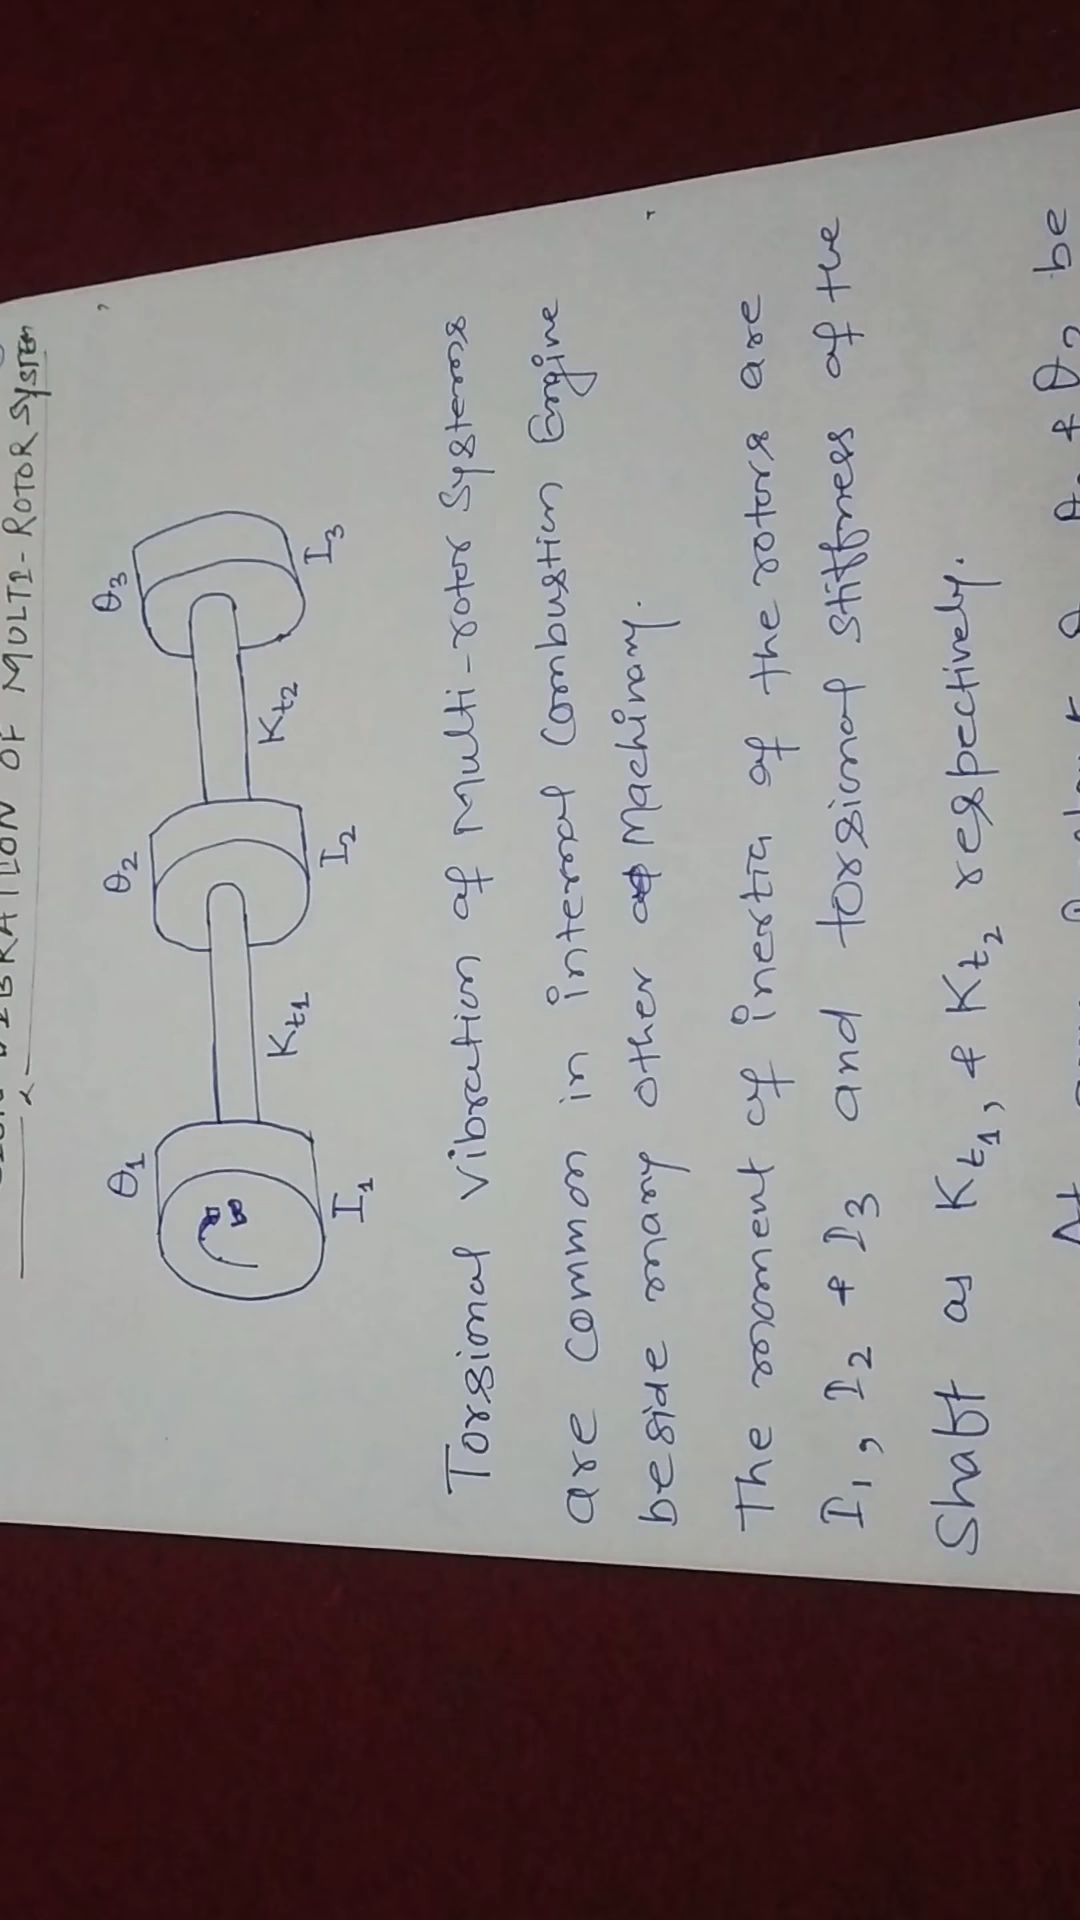 VIBRATION OF MULTI-ROTOR SYSTEM
θ1 θ2 θ3
Kt1 Kt2
I1 I2 I3
Torsional vibration of Multi-rotor Systems
are common in internal Combustion Engine
beside many other Machinary.
The moment of inertia of the rotors are
I1, I2 & I3 and torsional stiffness of the
Shaft as Kt1, & Kt2 respectively.
be